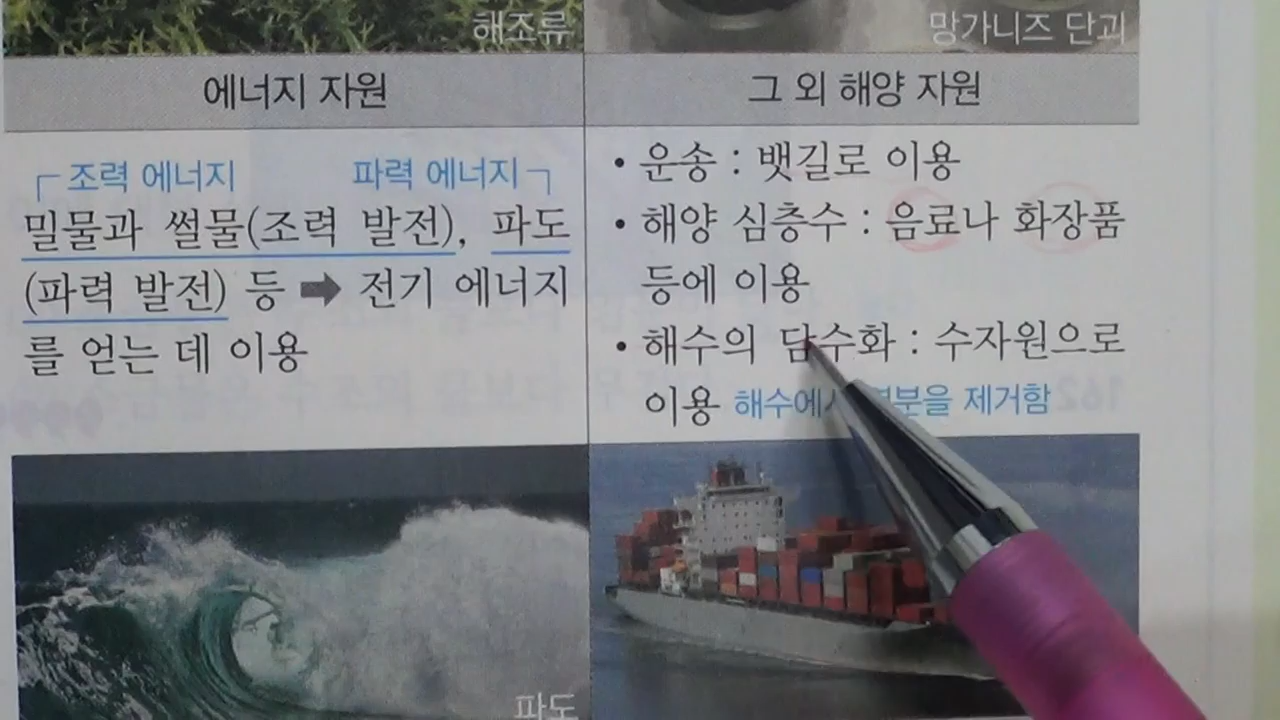 해조류
망가니즈 단괴
에너지 자원
조력 에너지 파력 에너지
밀물과 썰물(조력 발전), 파도
(파력 발전) 등 ➡ 전기 에너지
를 얻는 데 이용
파도
그 외 해양 자원
• 운송 : 뱃길로 이용
• 해양 심층수 : 음료나 화장품
등에 이용
• 해수의 담수화 : 수자원으로
이용 해수에서 제거함